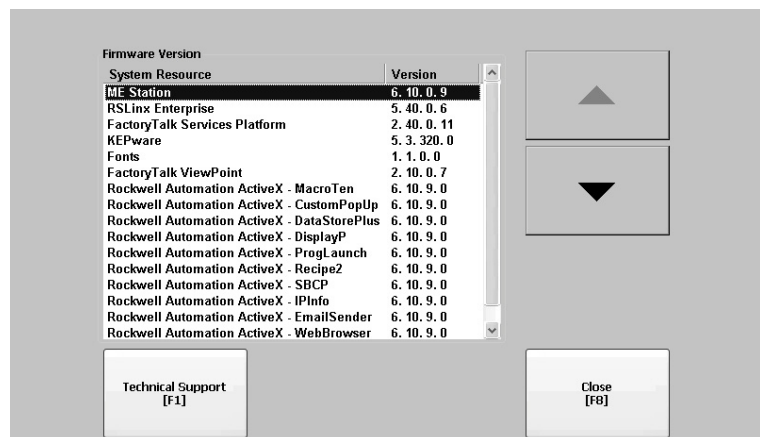 Firmware Version
System Resource Version
ME Station 6. 10. 0. 9
RSLinx Enterprise 5. 40. 0. 6
FactoryTalk Services Platform 2. 40. 0. 11
KEPware 5. 3. 320. 0
Fonts 1. 1. 0. 0
FactoryTalk ViewPoint 2. 10. 0. 7
Rockwell Automation ActiveX - MacroTen 6. 10. 9. 0
Rockwell Automation ActiveX - CustomPopUp 6. 10. 9. 0
Rockwell Automation ActiveX - DataStorePlus 6. 10. 9. 0
Rockwell Automation ActiveX - DisplayP 6. 10. 9. 0
Rockwell Automation ActiveX - ProgLaunch 6. 10. 9. 0
Rockwell Automation ActiveX - Recipe2 6. 10. 9. 0
Rockwell Automation ActiveX - SBCP 6. 10. 9. 0
Rockwell Automation ActiveX - IPInfo 6. 10. 9. 0
Rockwell Automation ActiveX - EmailSender 6. 10. 9. 0
Rockwell Automation ActiveX - WebBrowser 6. 10. 9. 0
Technical Support
[F1]
Close
[F8]